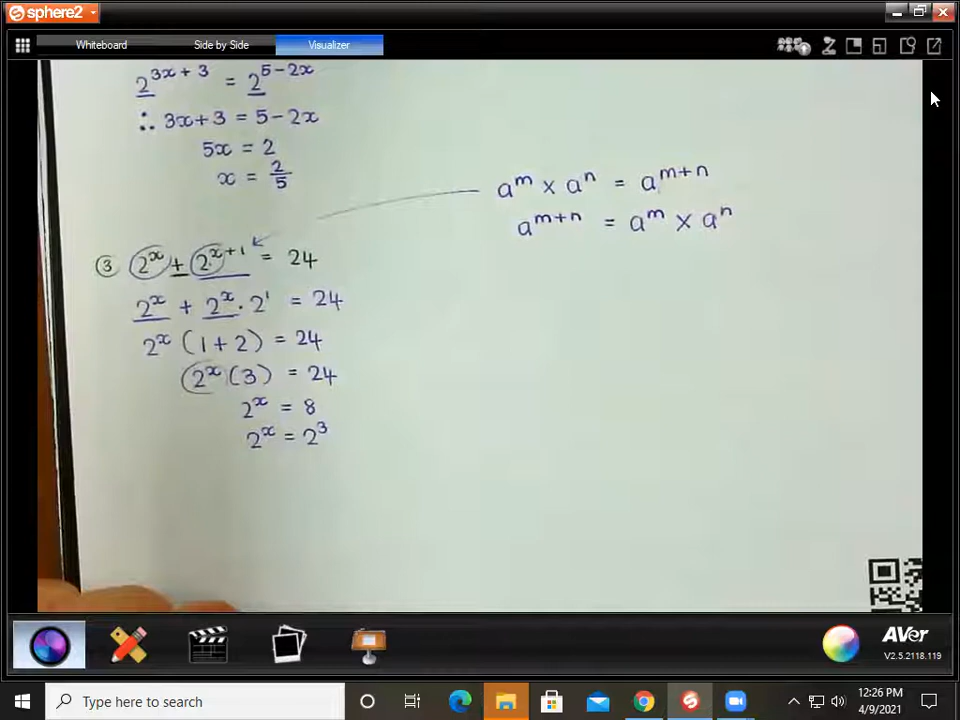 sphere2
Whiteboard Side by Side Visualizer
2^{3x+3} = 2^{5-2x}
∴ 3x+3 = 5-2x
5x = 2
x = 2/5
a^m × a^n = a^{m+n}
a^{m+n} = a^m × a^n
③ 2^x + 2^{x+1} = 24
2^x + 2^x · 2^1 = 24
2^x (1+2) = 24
2^x (3) = 24
2^x = 8
2^x = 2^3
AVer
V2.5.2118.119
Type here to search
12:26 PM
4/9/2021